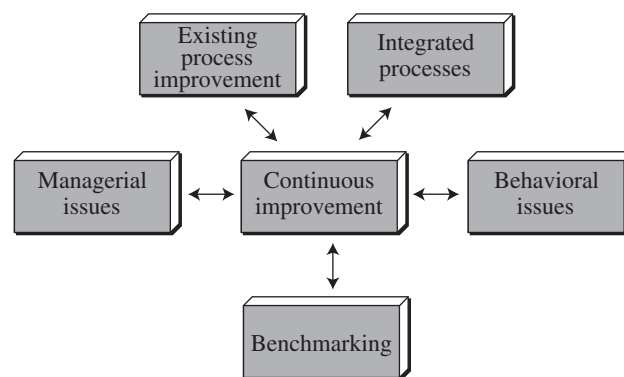 Existing
process
improvement
Integrated
processes
Managerial
issues
Continuous
improvement
Behavioral
issues
Benchmarking